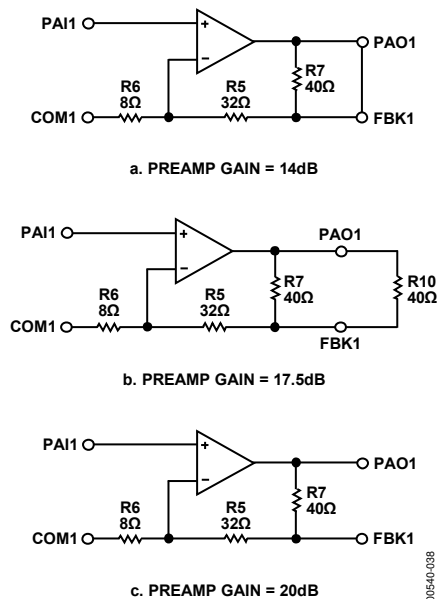 PAI1
+
PAO1
R6
8Ω
R5
32Ω
R7
40Ω
COM1
–
FBK1
a. PREAMP GAIN = 14dB
PAI1
+
PAO1
R6
8Ω
R5
32Ω
R7
40Ω
R10
40Ω
COM1
–
FBK1
b. PREAMP GAIN = 17.5dB
PAI1
+
PAO1
R6
8Ω
R5
32Ω
R7
40Ω
COM1
–
FBK1
c. PREAMP GAIN = 20dB
00540-038